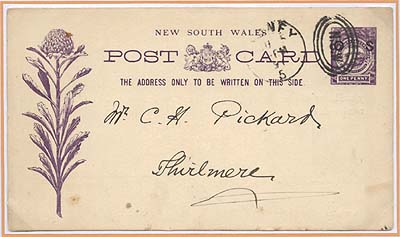 NEW SOUTH WALES
POST CARD
THE ADDRESS ONLY TO BE WRITTEN ON THIS SIDE
ONE PENNY
Mr. C. H. Pickard,
Thirlmere.